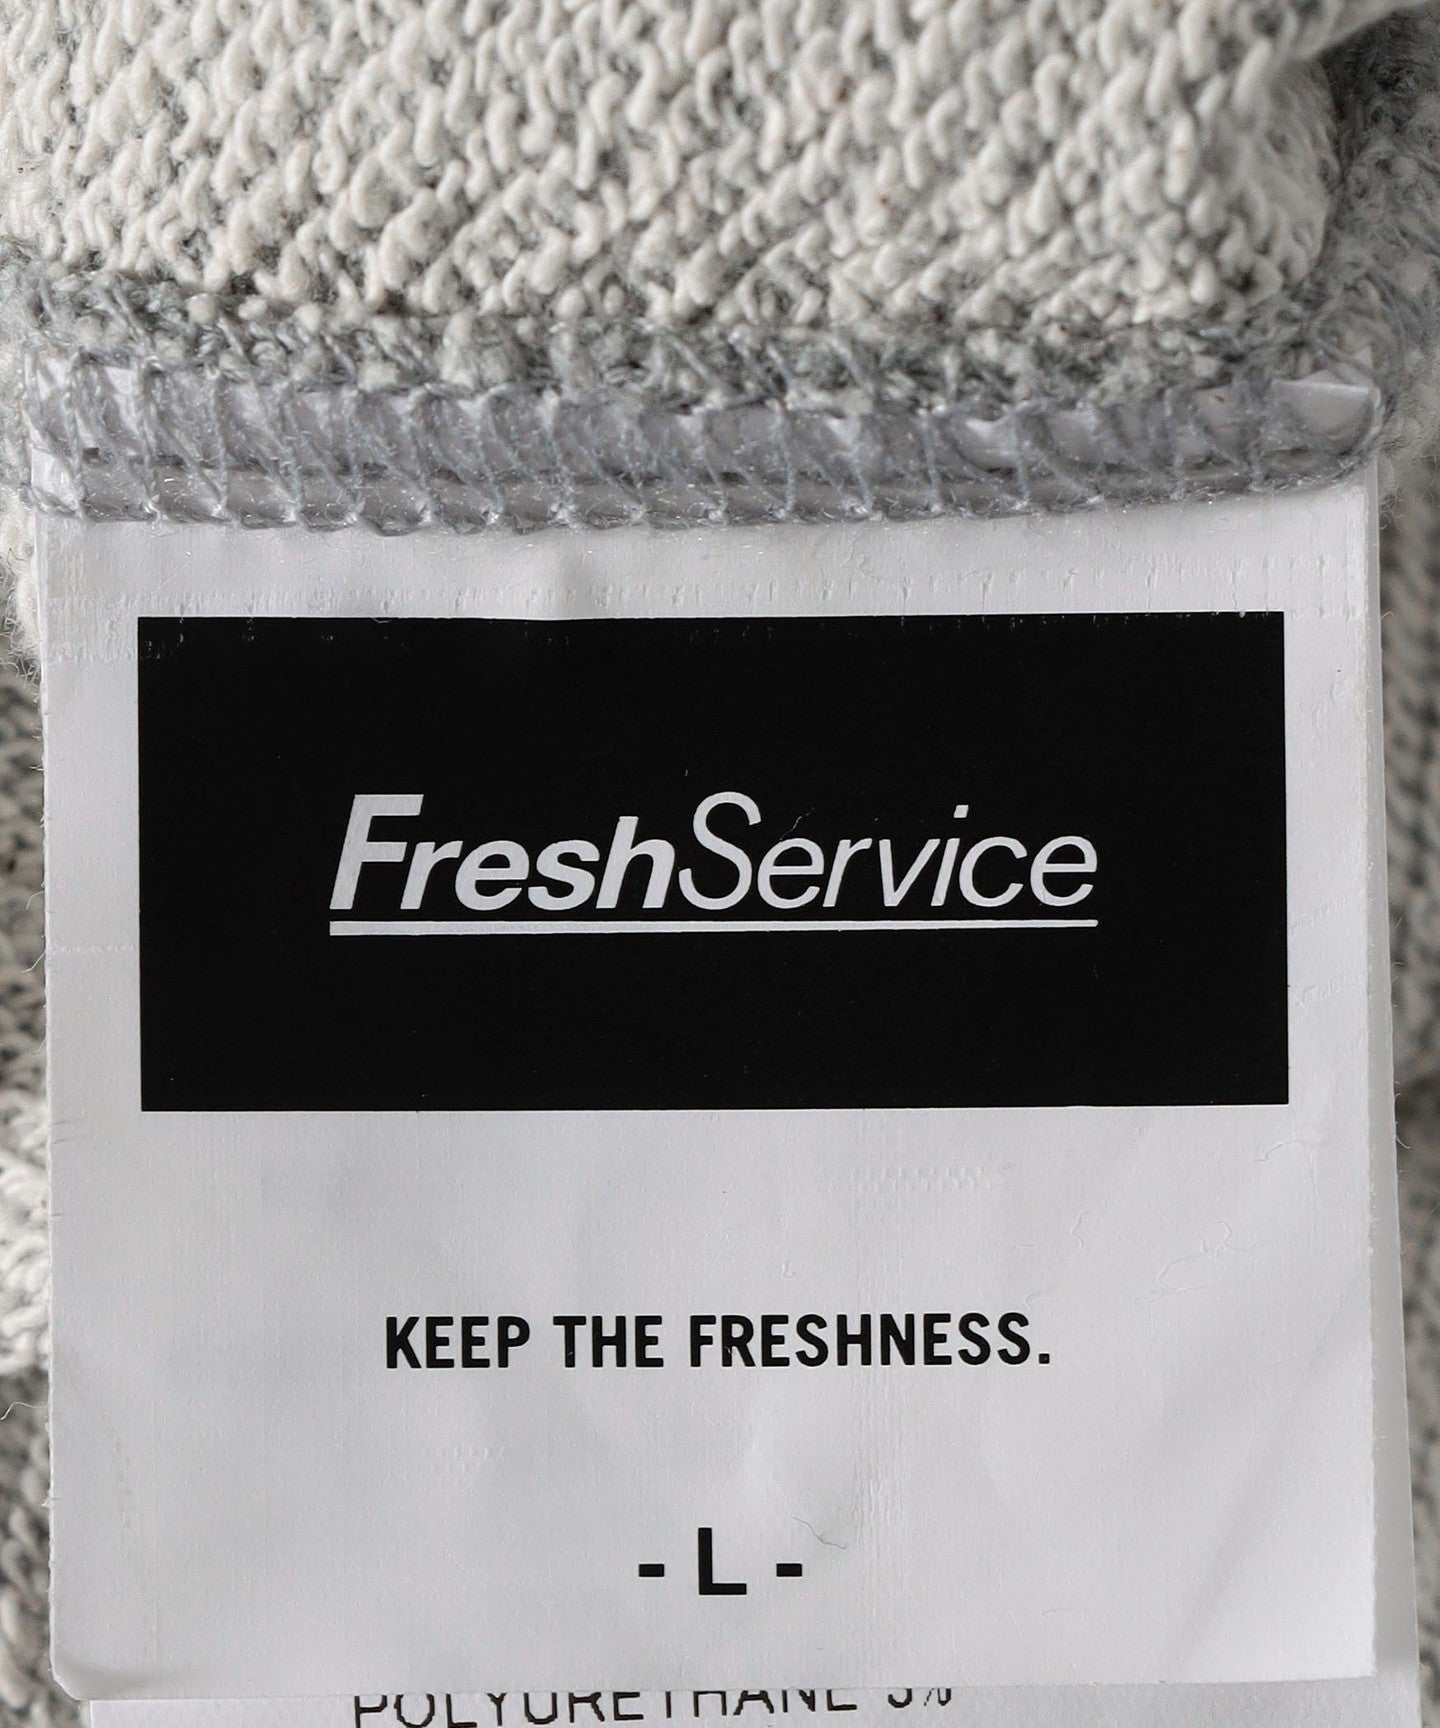 FreshService
KEEP THE FRESHNESS.
- L -
POLYURETHANE